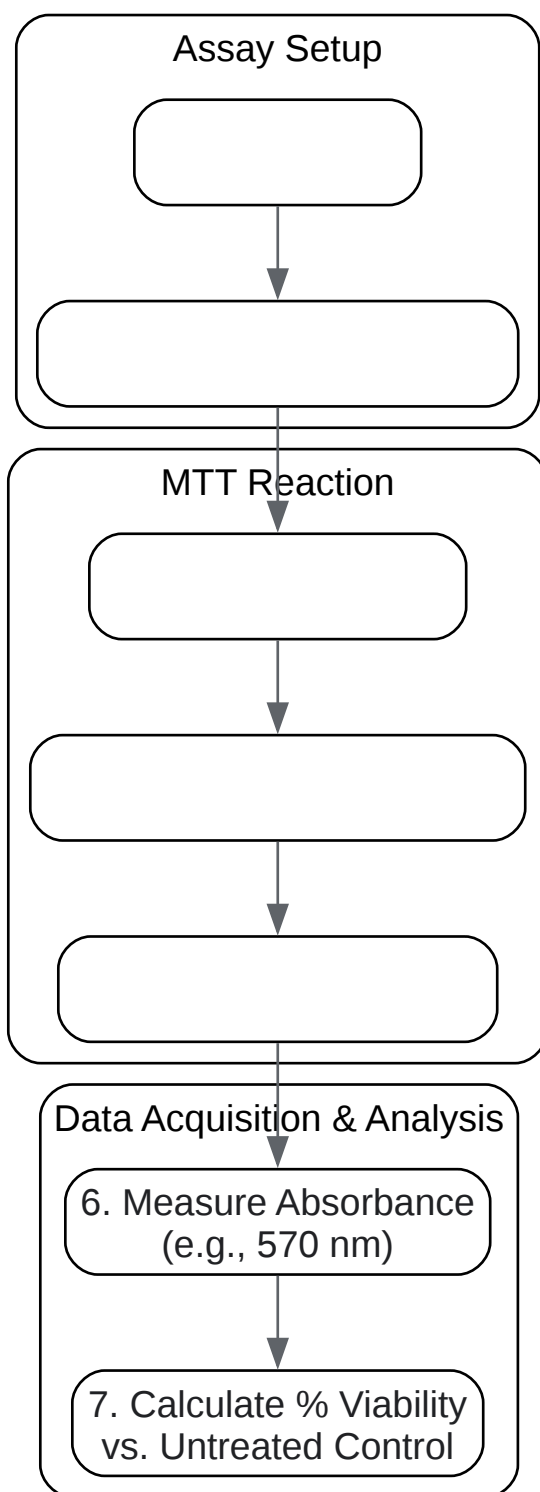 Assay Setup
MTT Reaction
Data Acquisition & Analysis
6. Measure Absorbance
(e.g., 570 nm)
7. Calculate % Viability
vs. Untreated Control